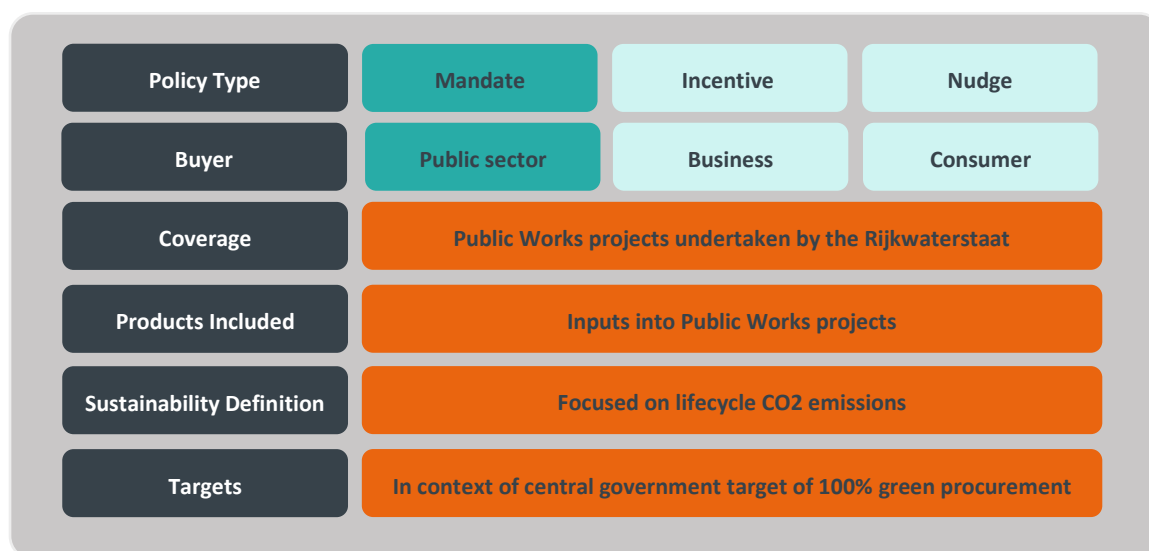 Policy Type Mandate Incentive Nudge
Buyer Public sector Business Consumer
Coverage Public Works projects undertaken by the Rijkwaterstaat
Products Included Inputs into Public Works projects
Sustainability Definition Focused on lifecycle CO2 emissions
Targets In context of central government target of 100% green procurement